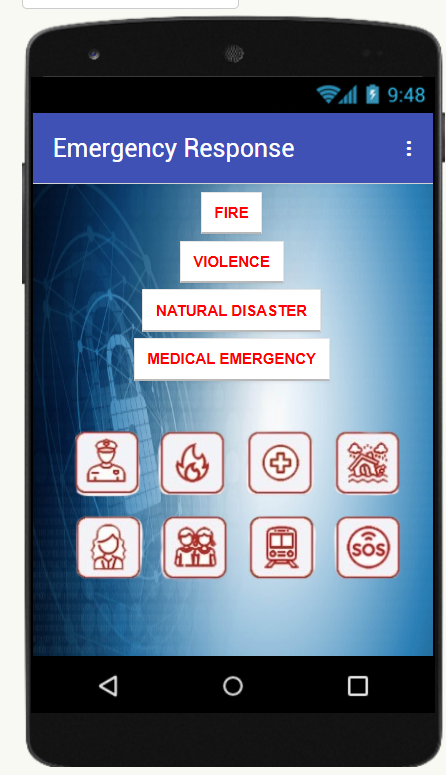 9:48
Emergency Response
FIRE
VIOLENCE
NATURAL DISASTER
MEDICAL EMERGENCY
SOS